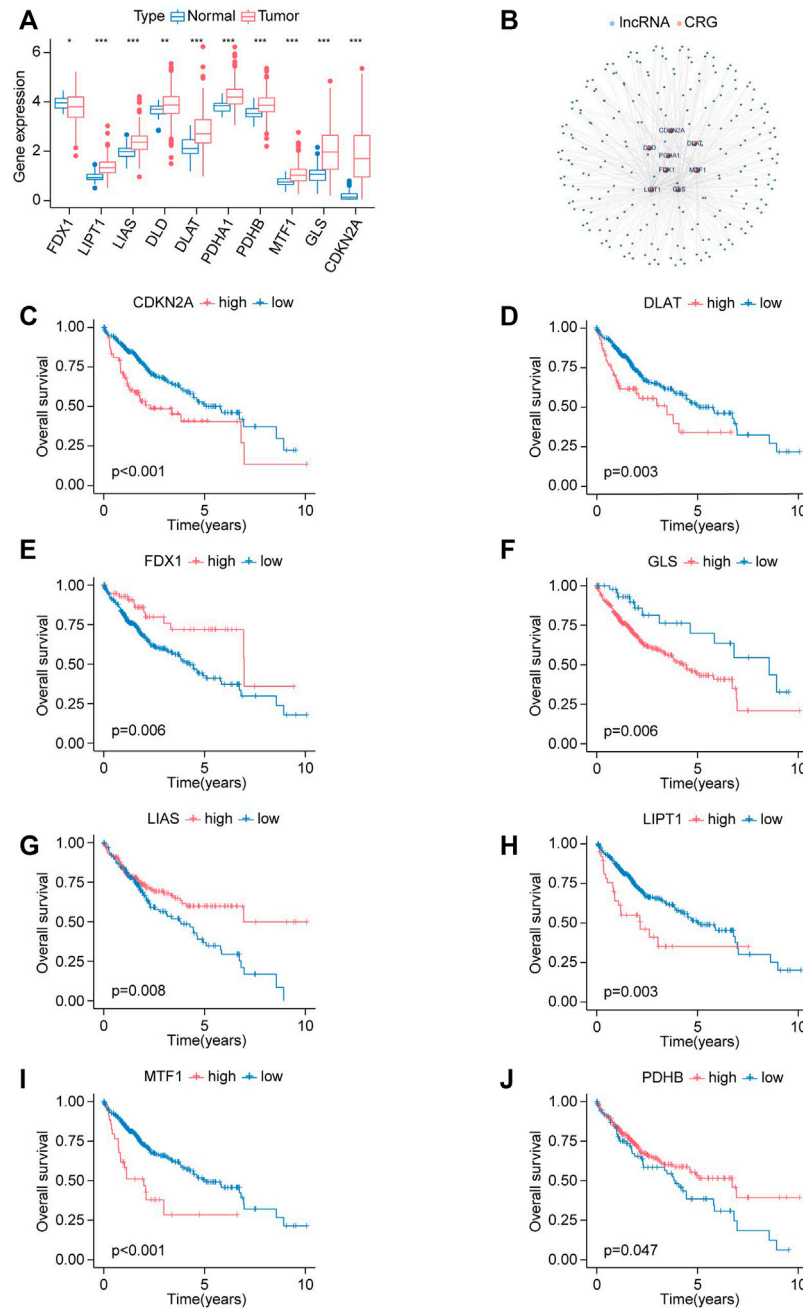 A
Type Normal Tumor
* *** *** ** *** *** *** *** *** ***
Gene expression
6
4
2
0
FDX1
LIPT1
LIAS
DLD
DLAT
PDHA1
PDHB
MTF1
GLS
CDKN2A
B
lncRNA CRG
CDKN2A
DLD
DLAT
PDHA1
FDX1
MTF1
LIPT1
GLS
C
CDKN2A high low
Overall survival
1.00
0.75
0.50
0.25
0.00
p<0.001
0 5 10
Time(years)
D
DLAT high low
Overall survival
1.00
0.75
0.50
0.25
0.00
p=0.003
0 5 10
Time(years)
E
FDX1 high low
Overall survival
1.00
0.75
0.50
0.25
0.00
p=0.006
0 5 10
Time(years)
F
GLS high low
Overall survival
1.00
0.75
0.50
0.25
0.00
p=0.006
0 5 10
Time(years)
G
LIAS high low
Overall survival
1.00
0.75
0.50
0.25
0.00
p=0.008
0 5 10
Time(years)
H
LIPT1 high low
Overall survival
1.00
0.75
0.50
0.25
0.00
p=0.003
0 5 10
Time(years)
I
MTF1 high low
Overall survival
1.00
0.75
0.50
0.25
0.00
p<0.001
0 5 10
Time(years)
J
PDHB high low
Overall survival
1.00
0.75
0.50
0.25
0.00
p=0.047
0 5 10
Time(years)